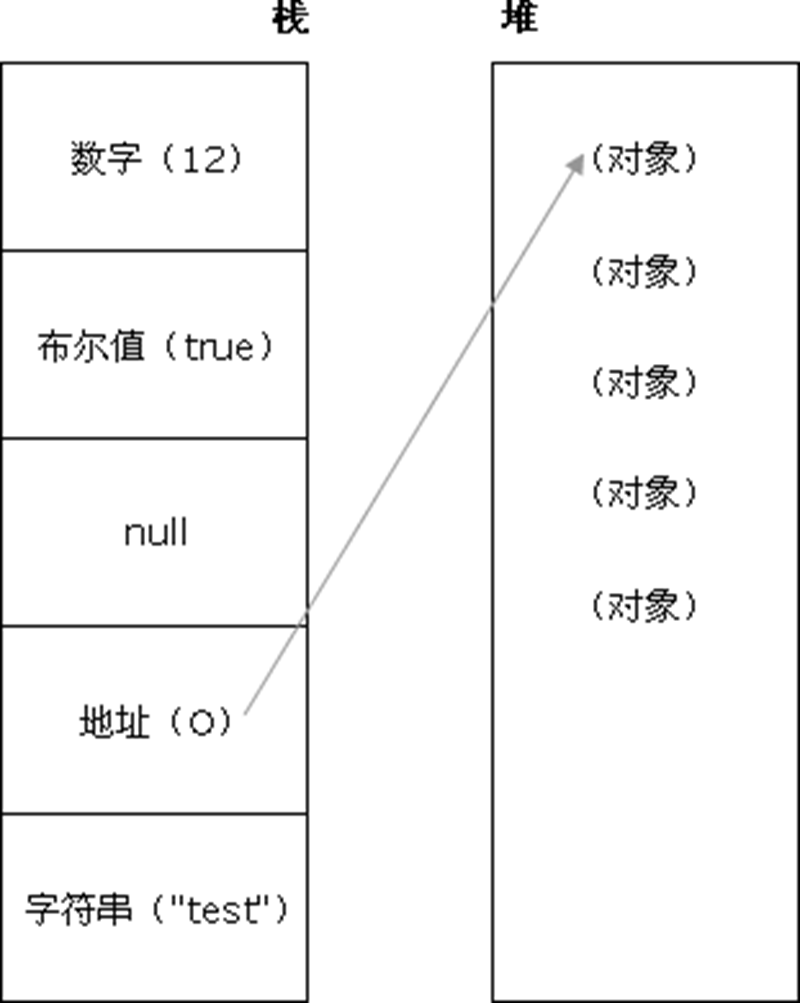 栈 堆
数字（12）
（对象）
（对象）
布尔值（true）
（对象）
（对象）
null
（对象）
地址（O）
字符串（"test"）